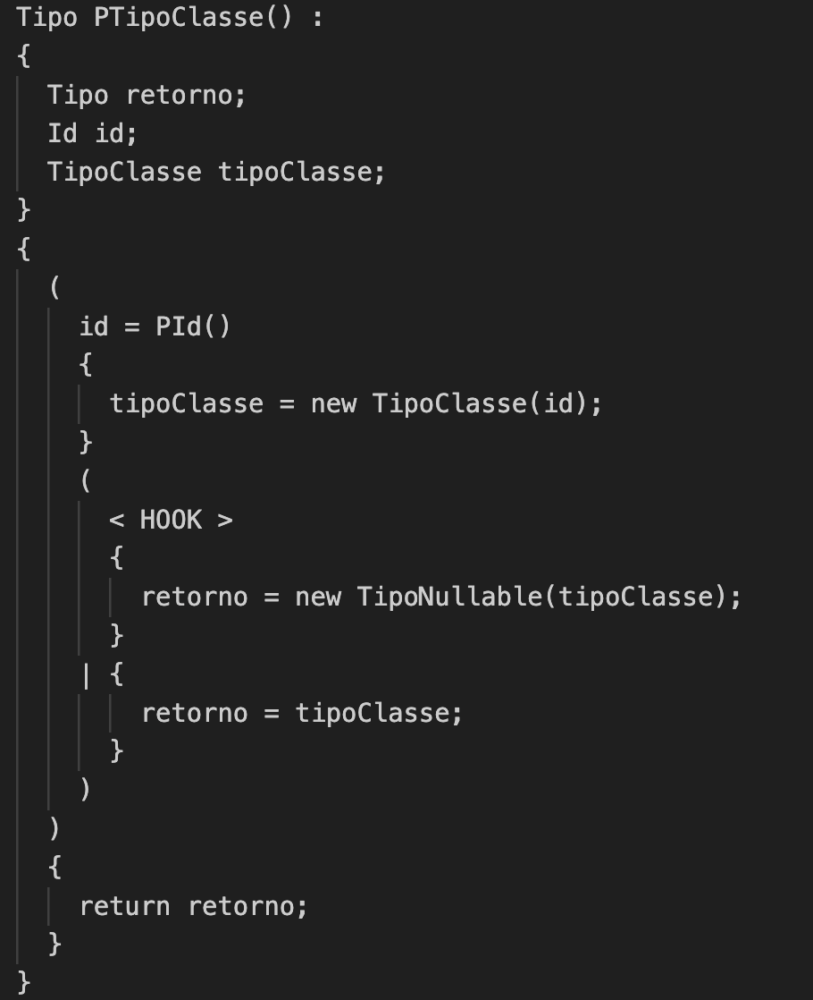 Tipo PTipoClasse() :
{
  Tipo retorno;
  Id id;
  TipoClasse tipoClasse;
}
{
  (
    id = PId()
    {
      tipoClasse = new TipoClasse(id);
    }
    (
      < HOOK >
      {
        retorno = new TipoNullable(tipoClasse);
      }
    | {
        retorno = tipoClasse;
      }
    )
  )
  {
    return retorno;
  }
}